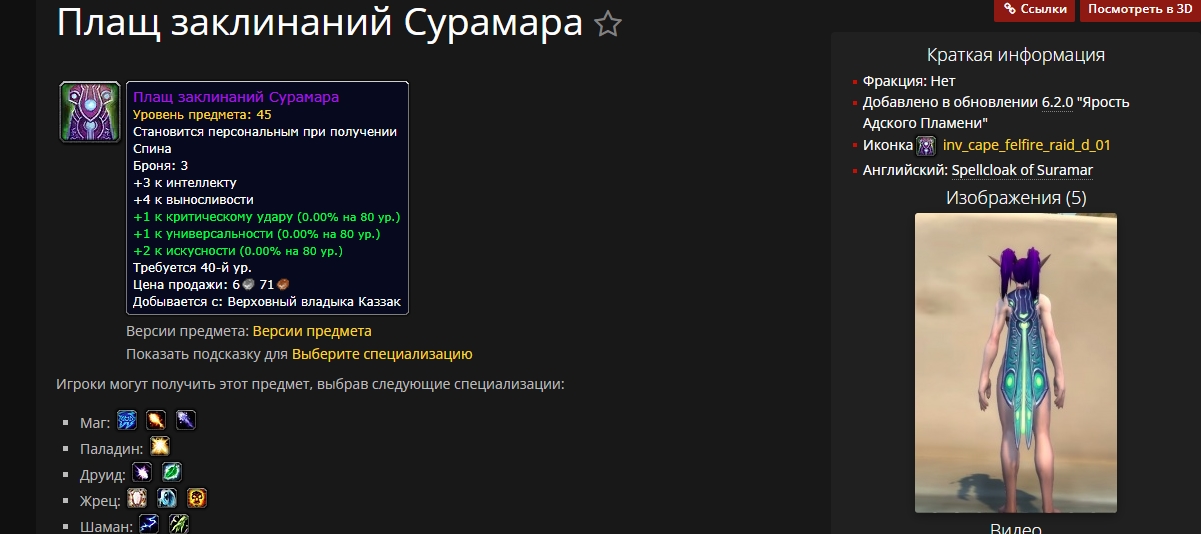 Плащ заклинаний Сурамара
Ссылки
Посмотреть в 3D
Плащ заклинаний Сурамара
Уровень предмета: 45
Становится персональным при получении
Спина
Броня: 3
+3 к интеллекту
+4 к выносливости
+1 к критическому удару (0.00% на 80 ур.)
+1 к универсальности (0.00% на 80 ур.)
+2 к искусности (0.00% на 80 ур.)
Требуется 40-й ур.
Цена продажи: 6 71
Добывается с: Верховный владыка Каззак
Версии предмета: Версии предмета
Показать подсказку для Выберите специализацию
Игроки могут получить этот предмет, выбрав следующие специализации:
Маг:
Паладин:
Друид:
Жрец:
Шаман:
Краткая информация
Фракция: Нет
Добавлено в обновлении 6.2.0 "Ярость
Адского Пламени"
Иконка inv_cape_felfire_raid_d_01
Английский: Spellcloak of Suramar
Изображения (5)
Видео